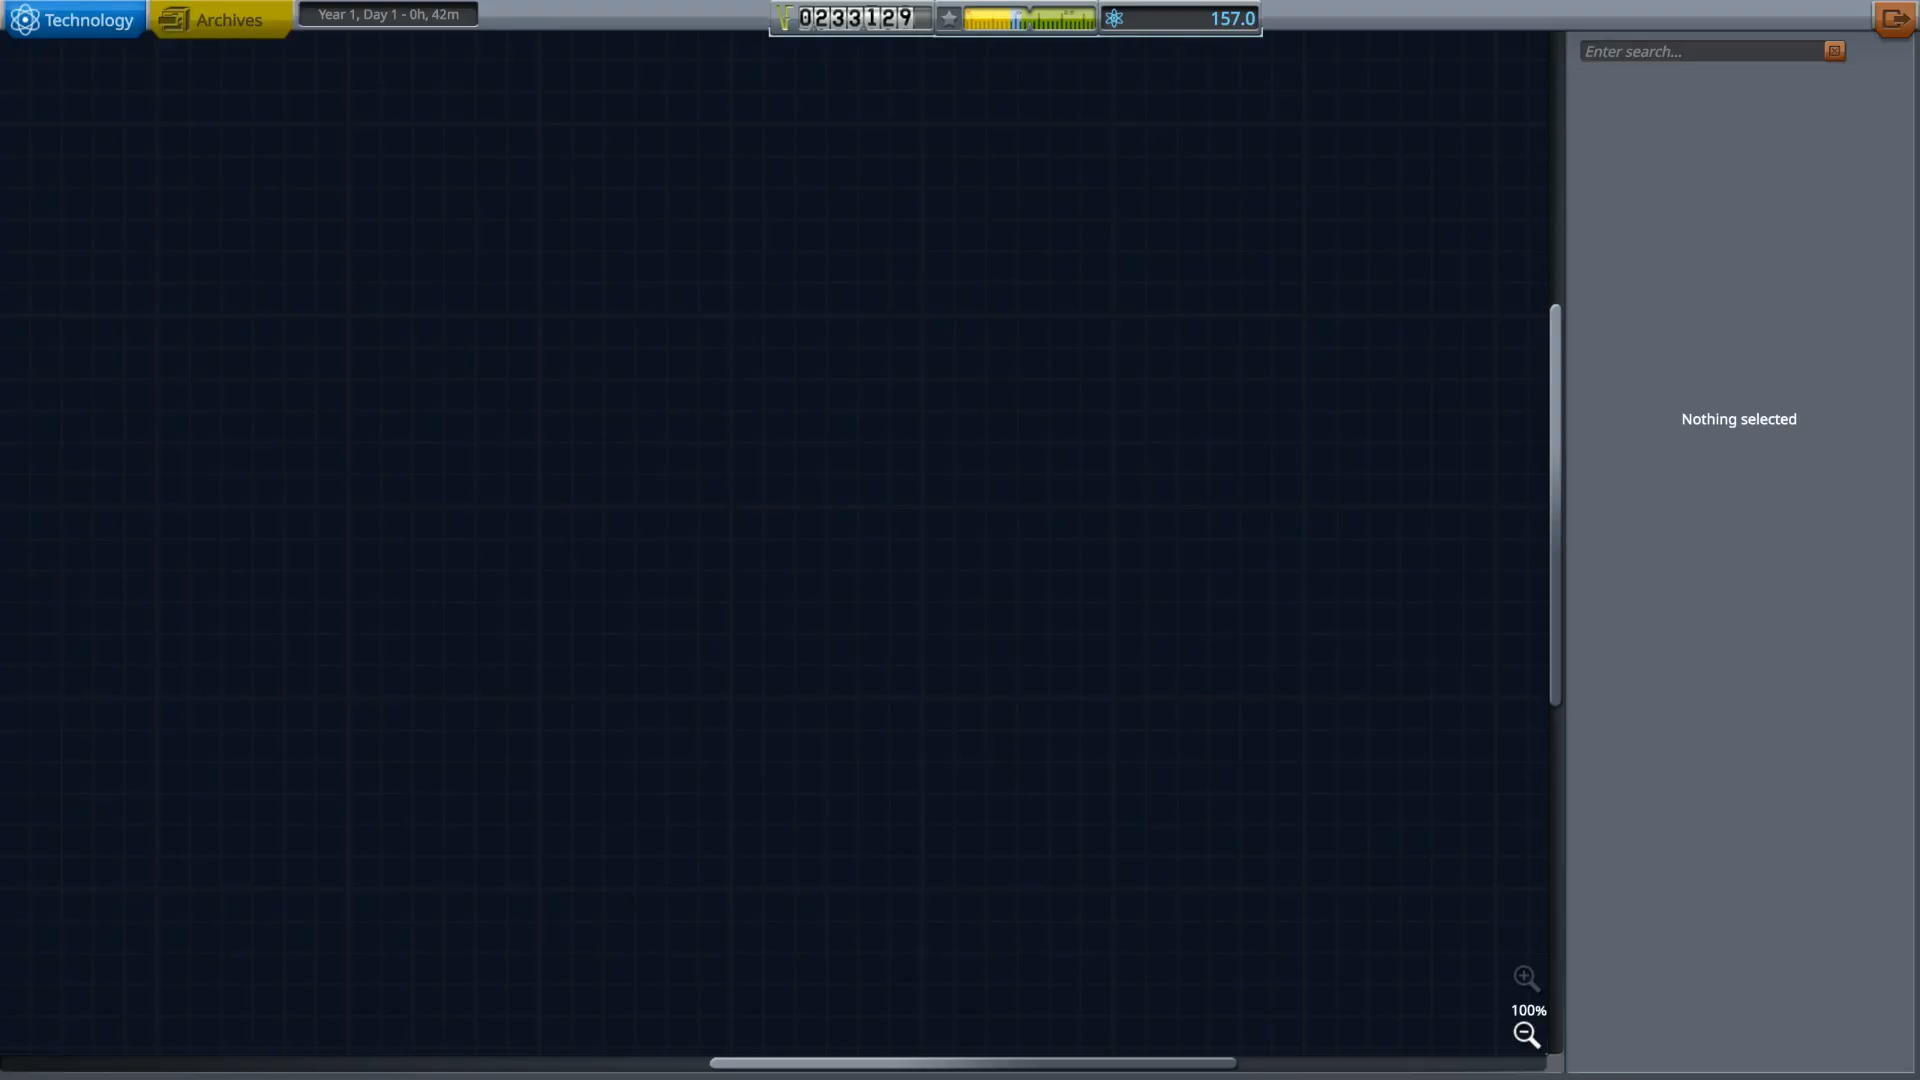 Technology
Archives
Year 1, Day 1 - 0h, 42m
0233129
157.0
Enter search...
Nothing selected
100%